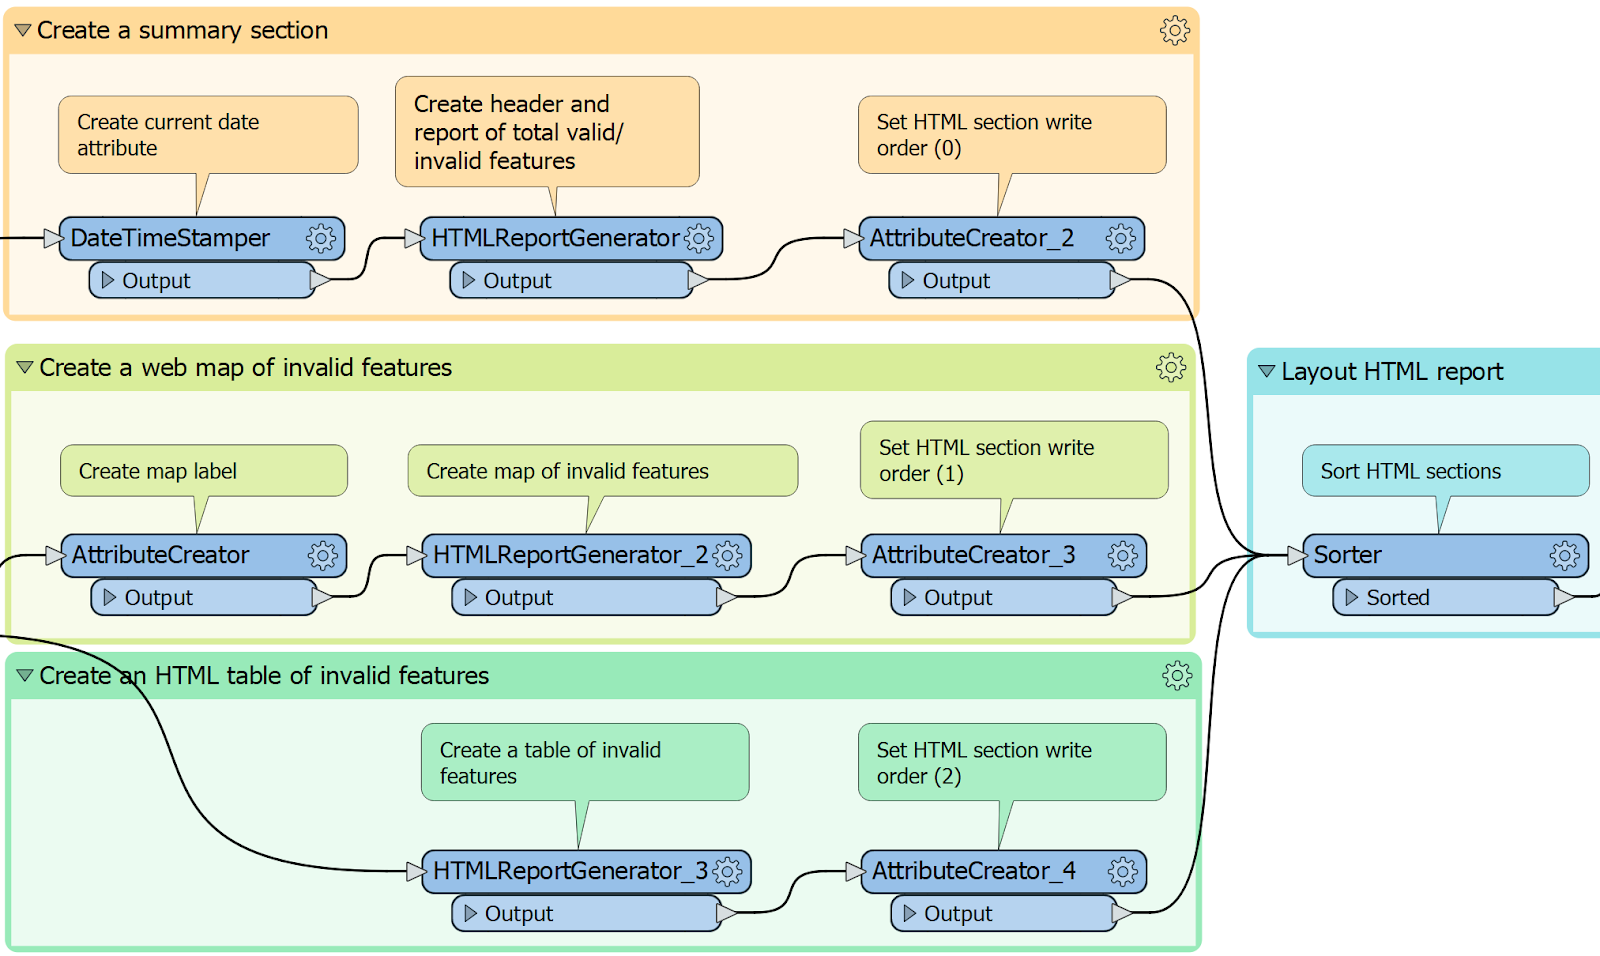 Create a summary section
Create current date
attribute
Create header and
report of total valid/
invalid features
Set HTML section write
order (0)
DateTimeStamper
Output
HTMLReportGenerator
Output
AttributeCreator_2
Output
Create a web map of invalid features
Create map label
Create map of invalid features
Set HTML section write
order (1)
AttributeCreator
Output
HTMLReportGenerator_2
Output
AttributeCreator_3
Output
Create an HTML table of invalid features
Create a table of invalid
features
Set HTML section write
order (2)
HTMLReportGenerator_3
Output
AttributeCreator_4
Output
Layout HTML report
Sort HTML sections
Sorter
Sorted